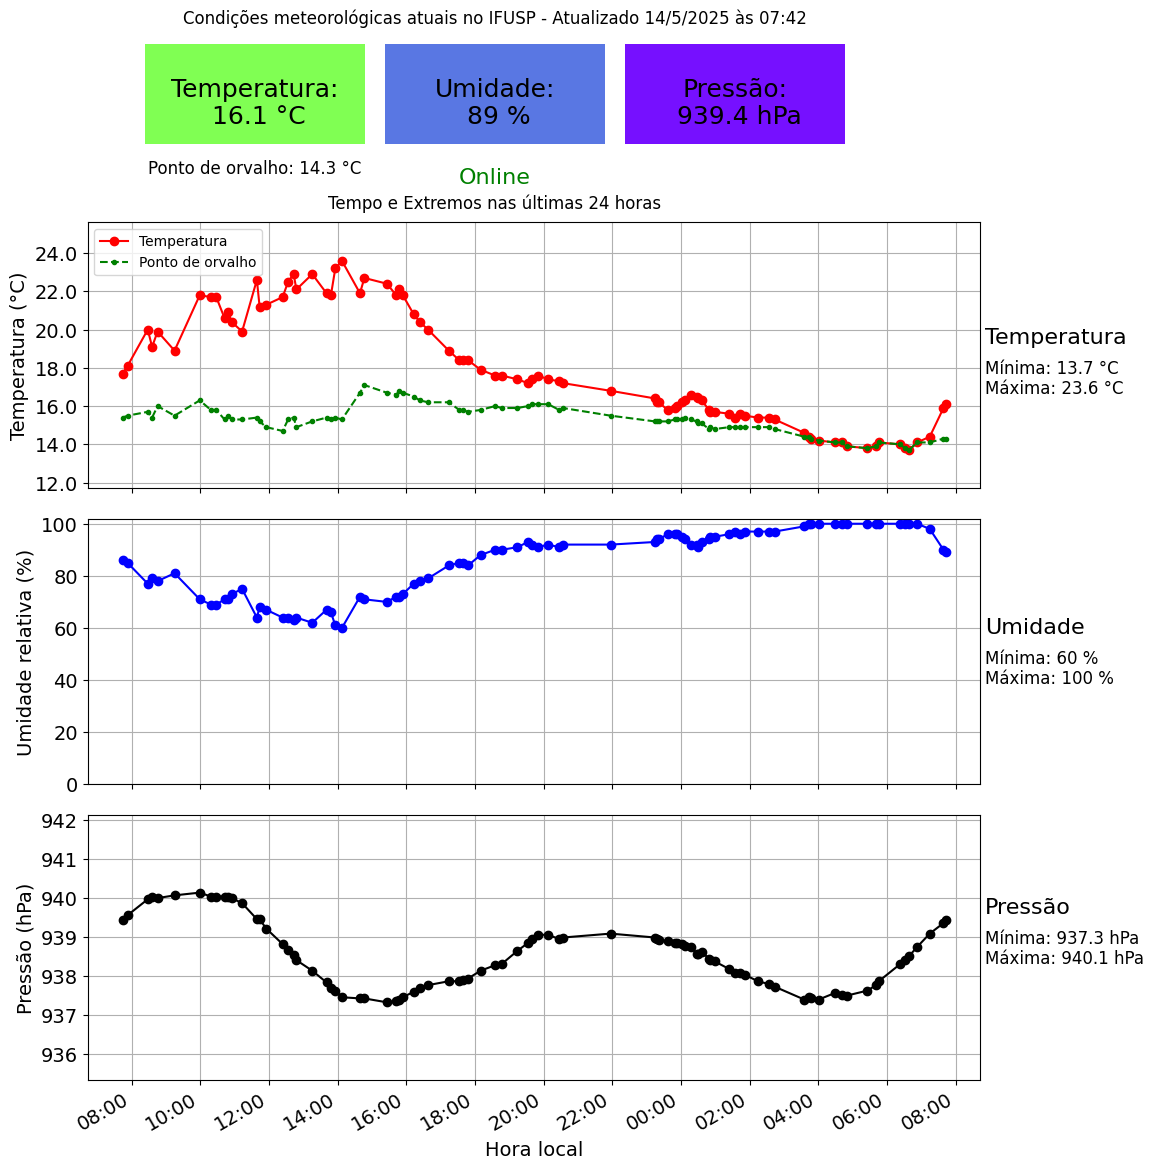 Condições meteorológicas atuais no IFUSP - Atualizado 14/5/2025 às 07:42
Temperatura:
16.1 °C
Umidade:
89 %
Pressão:
939.4 hPa
Ponto de orvalho: 14.3 °C
Online
Tempo e Extremos nas últimas 24 horas
Temperatura (°C)
24.0
22.0
20.0
18.0
16.0
14.0
12.0
Temperatura
Ponto de orvalho
Temperatura
Mínima: 13.7 °C
Máxima: 23.6 °C
Umidade relativa (%)
100
80
60
40
20
0
Umidade
Mínima: 60 %
Máxima: 100 %
Pressão (hPa)
942
941
940
939
938
937
936
Pressão
Mínima: 937.3 hPa
Máxima: 940.1 hPa
08:00 10:00 12:00 14:00 16:00 18:00 20:00 22:00 00:00 02:00 04:00 06:00 08:00
Hora local